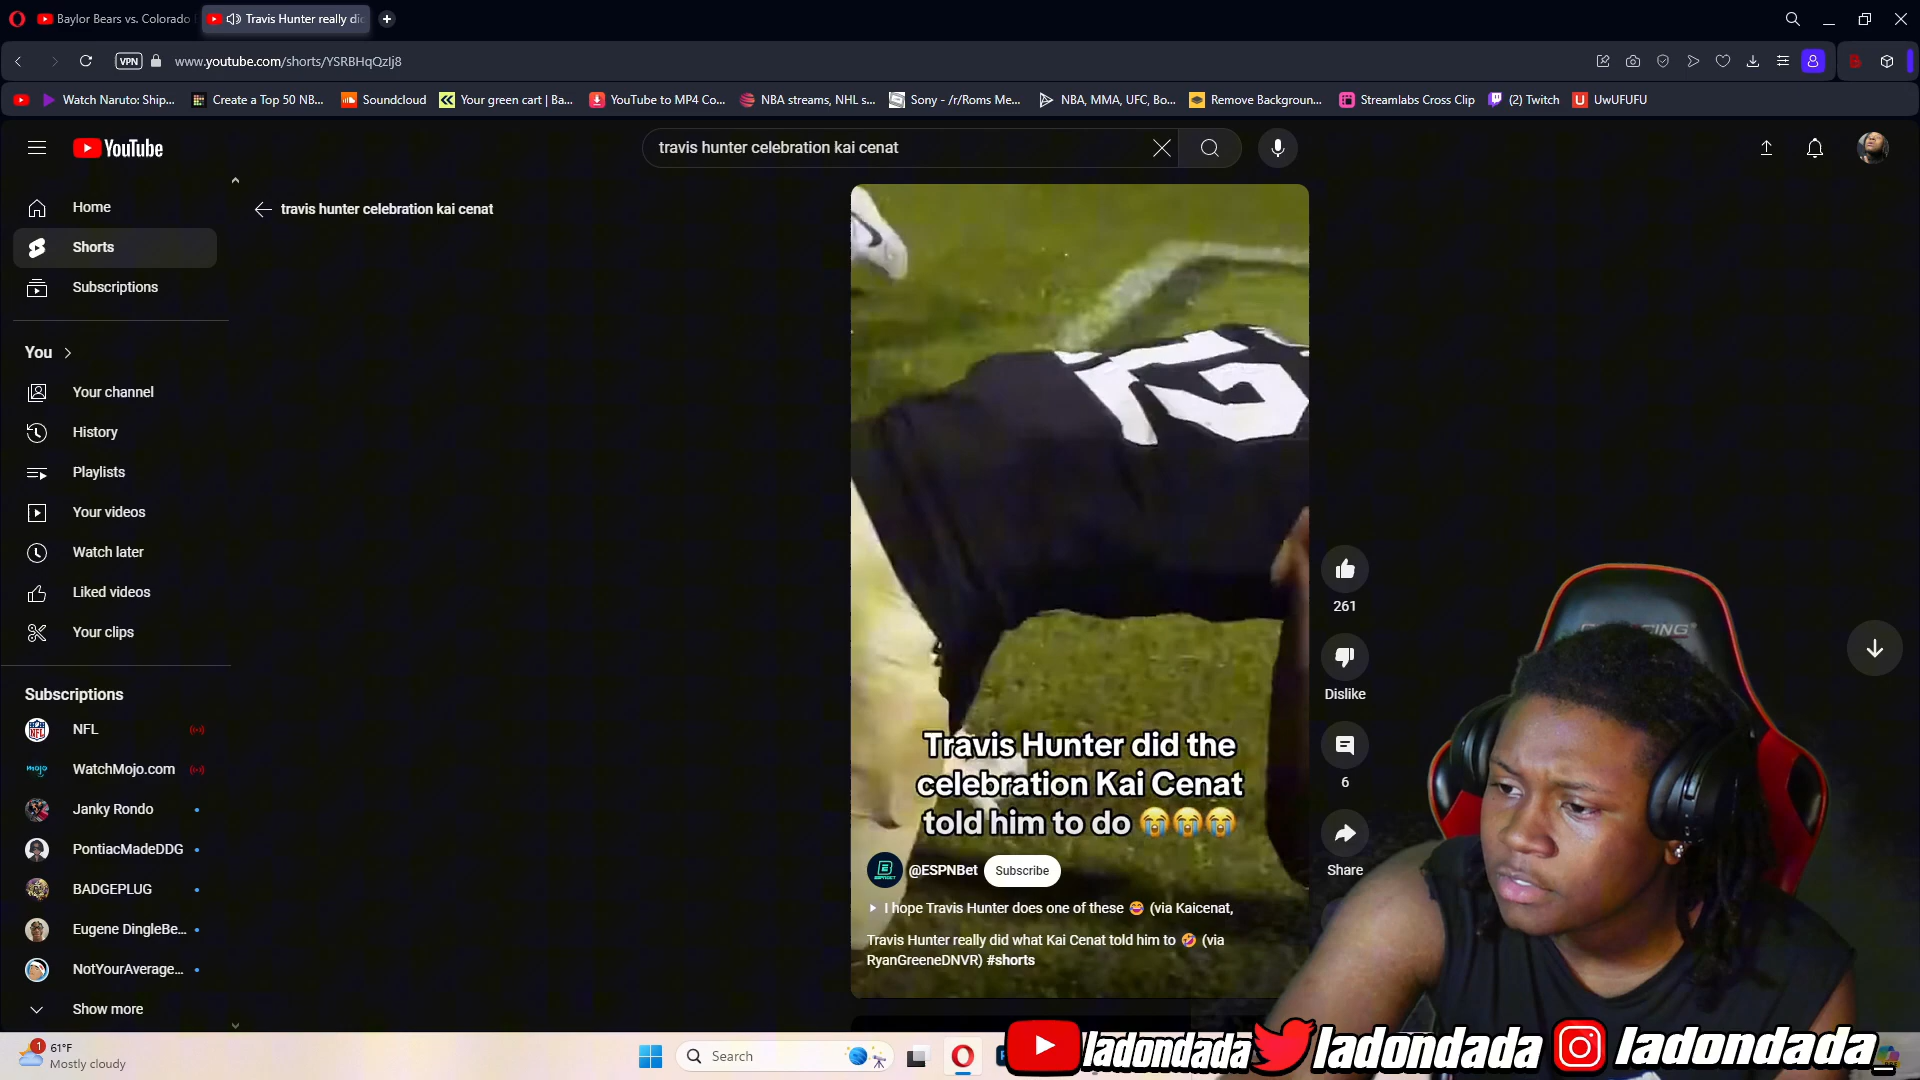 Baylor Bears vs. Colorado
Travis Hunter really di
VPN
www.youtube.com/shorts/YSRBHqQzIj8
Watch Naruto: Ship...
Create a Top 50 NB...
Soundcloud
Your green cart | Ba...
YouTube to MP4 Co...
NBA streams, NHL s...
Sony - /r/Roms Me...
NBA, MMA, UFC, Bo...
Remove Backgroun...
Streamlabs Cross Clip
(2) Twitch
UwUFUFU
YouTube
travis hunter celebration kai cenat
Home
Shorts
Subscriptions
You
Your channel
History
Playlists
Your videos
Watch later
Liked videos
Your clips
Subscriptions
NFL
WatchMojo.com
Janky Rondo
PontiacMadeDDG
BADGEPLUG
Eugene DingleBe...
NotYourAverage...
Show more
travis hunter celebration kai cenat
12
Travis Hunter did the
celebration Kai Cenat
told him to do 😭😭😭
@ESPNBet
Subscribe
I hope Travis Hunter does one of these 😂 (via Kaicenat,
Travis Hunter really did what Kai Cenat told him to 🤣 (via
RyanGreeneDNVR) #shorts
261
Dislike
6
Share
1
61°F
Mostly cloudy
Search
ladondada
ladondada
ladondada